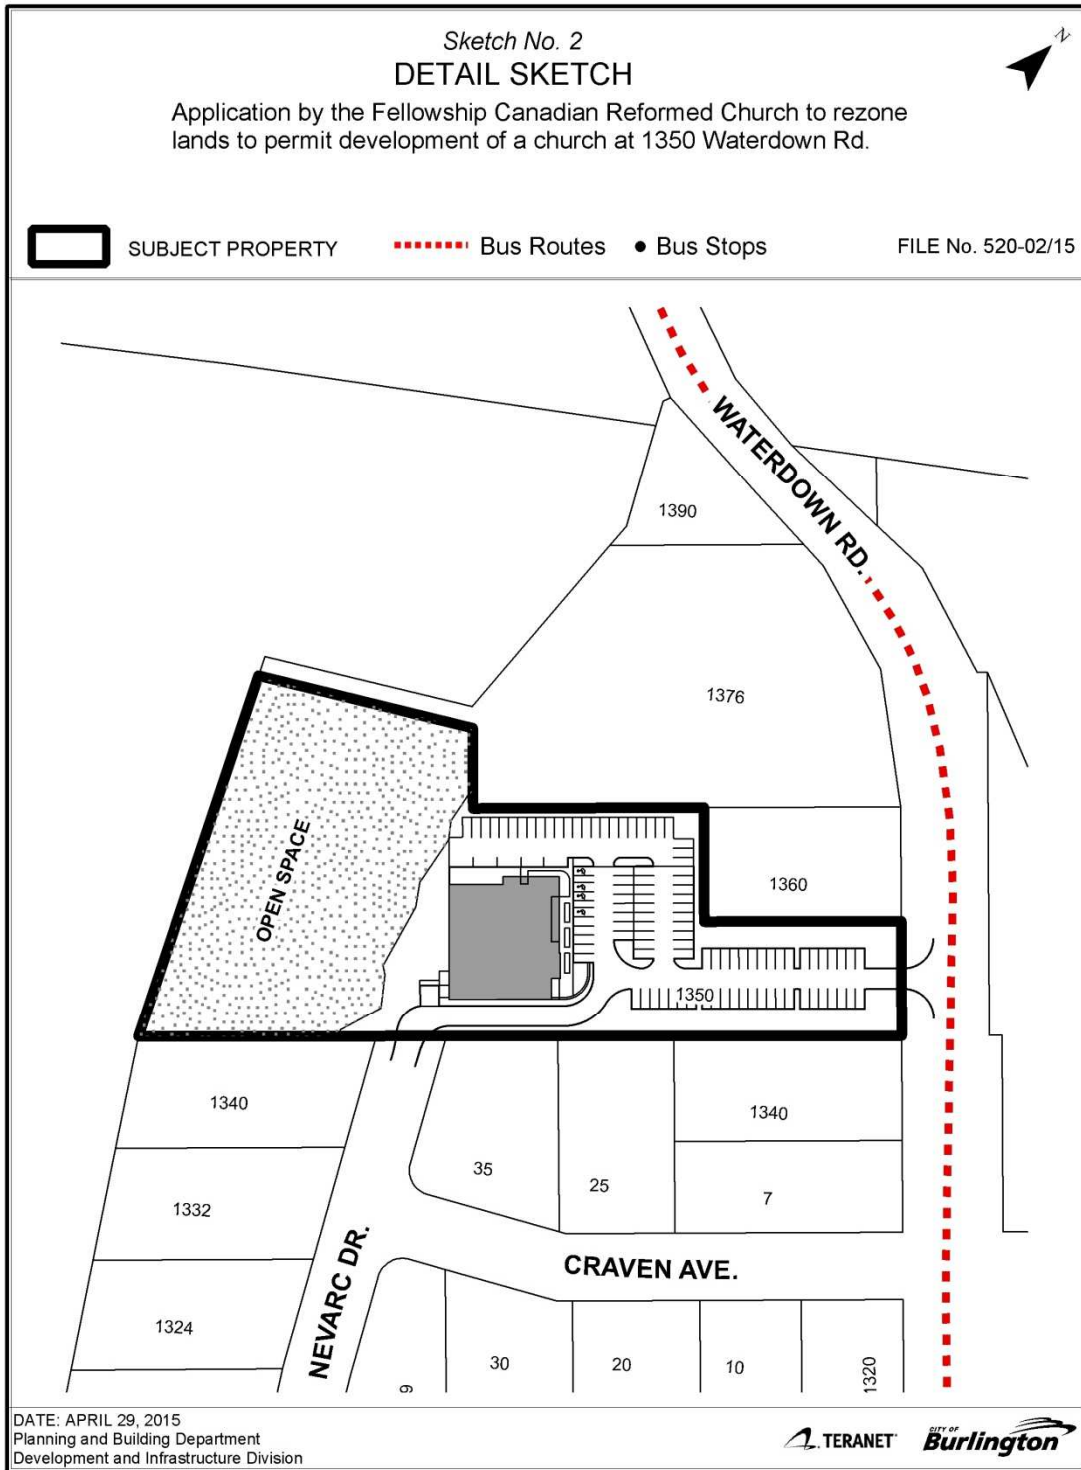 N
Sketch No. 2
DETAIL SKETCH
Application by the Fellowship Canadian Reformed Church to rezone
lands to permit development of a church at 1350 Waterdown Rd.
SUBJECT PROPERTY
Bus Routes
Bus Stops
FILE No. 520-02/15
WATERDOWN RD.
1390
1376
OPEN SPACE
1360
1350
1340
1340
35
25
7
1332
CRAVEN AVE.
NEVARC DR.
1324
30
20
10
1320
DATE: APRIL 29, 2015
Planning and Building Department
Development and Infrastructure Division
TERANET
CITY OF
Burlington